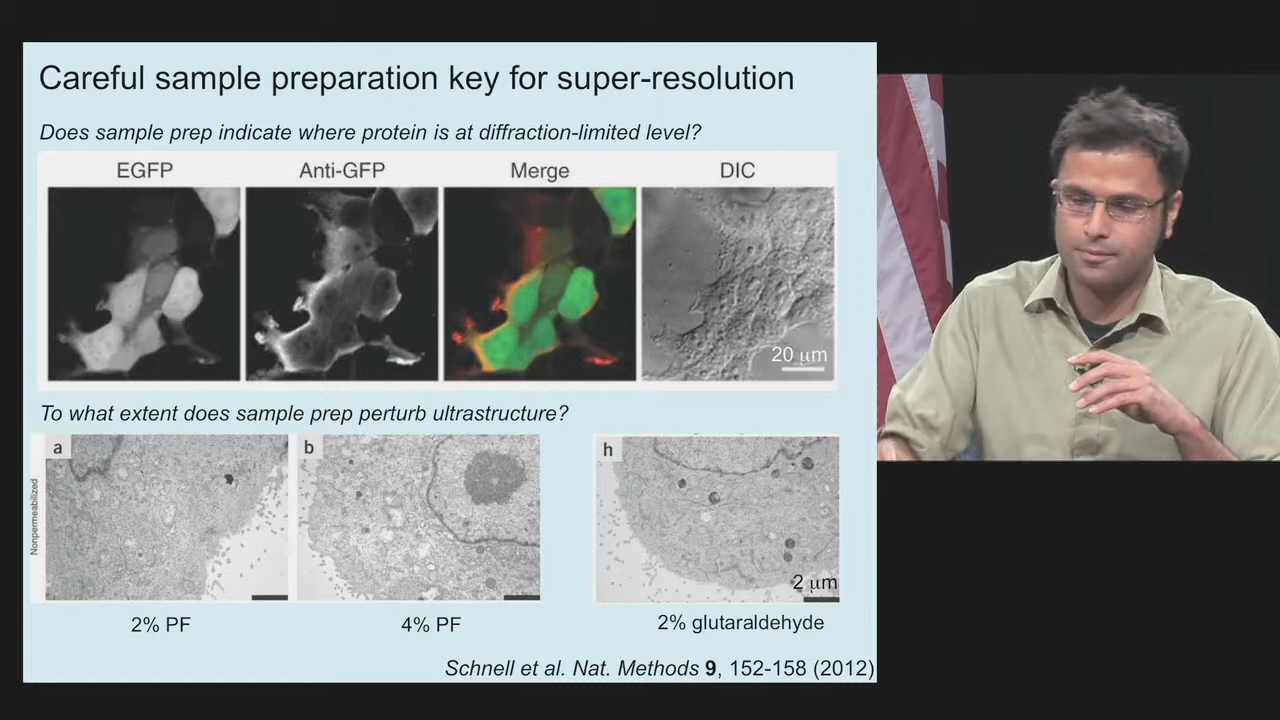 Careful sample preparation key for super-resolution
Does sample prep indicate where protein is at diffraction-limited level?
EGFP Anti-GFP Merge DIC
20 μm
To what extent does sample prep perturb ultrastructure?
a b h
Nonpermeabilized
2 μm
2% PF 4% PF 2% glutaraldehyde
Schnell et al. Nat. Methods 9, 152-158 (2012)